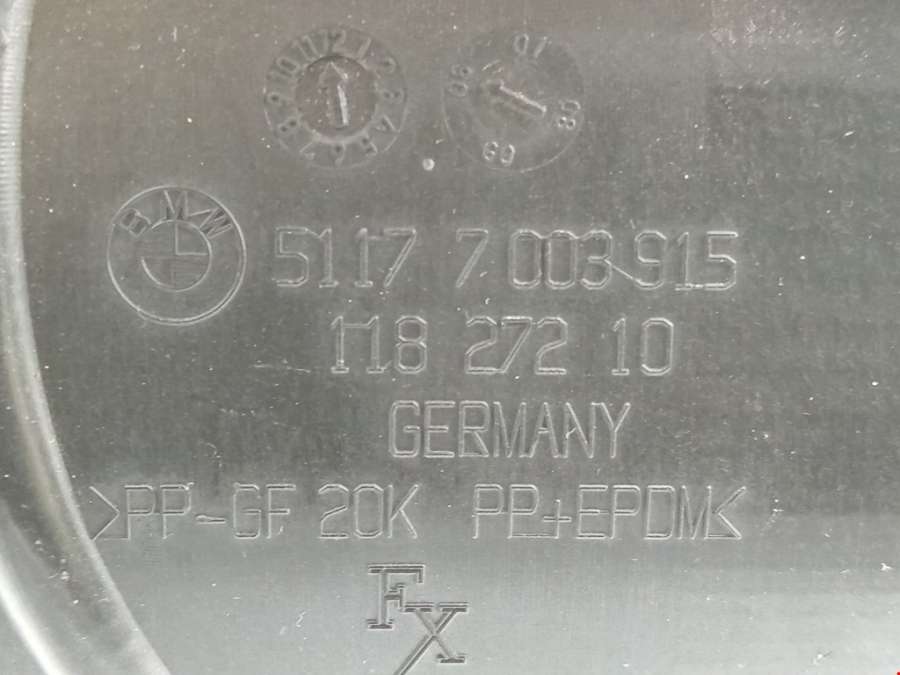 BMW
5117 7 003 915
118 272 10
GERMANY
>PP-GF 20K PP+EPDM<
FX